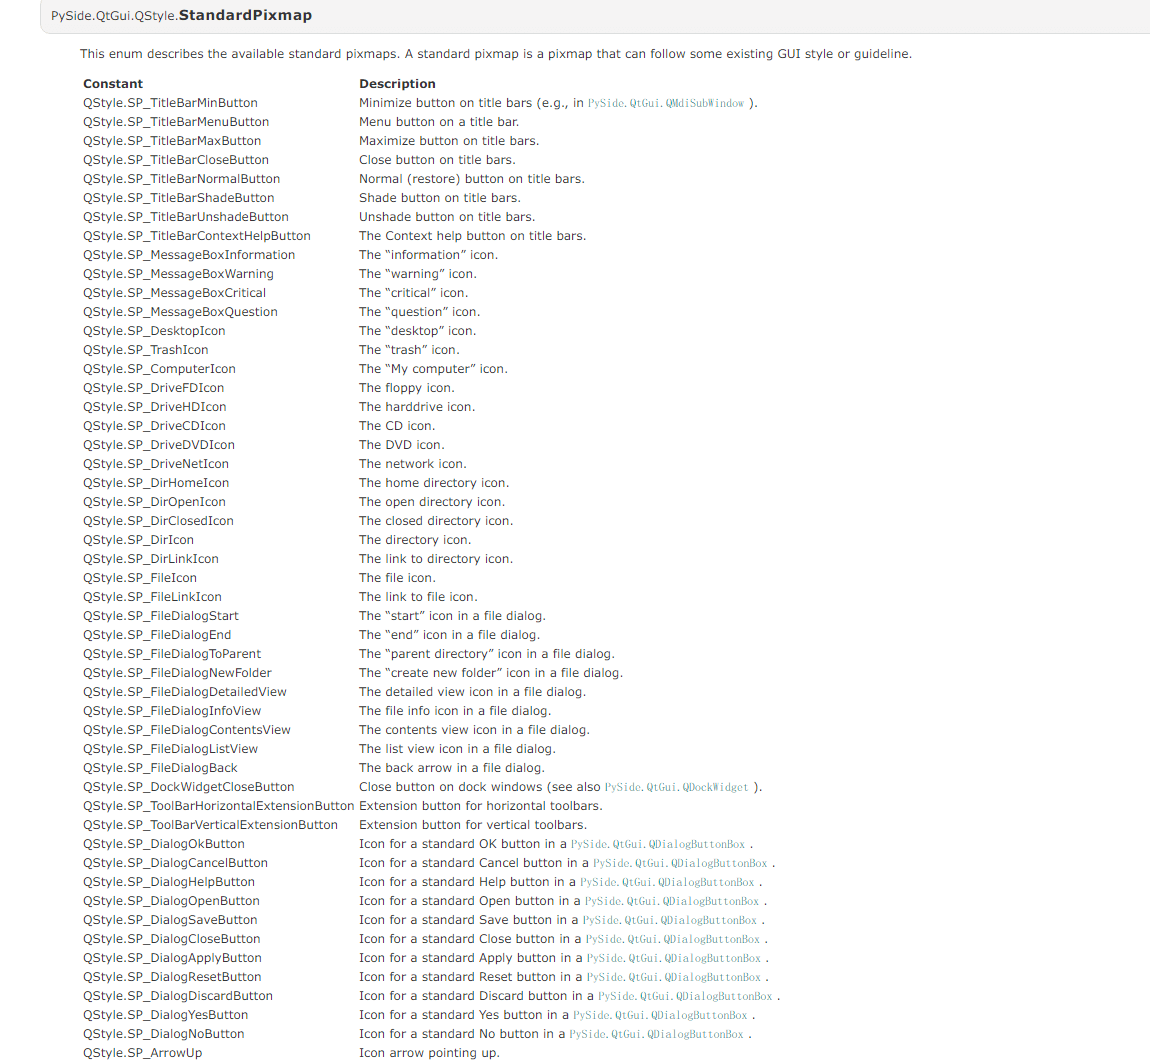 PySide.QtGui.QStyle.StandardPixmap
This enum describes the available standard pixmaps. A standard pixmap is a pixmap that can follow some existing GUI style or guideline.
Constant Description
QStyle.SP_TitleBarMinButton Minimize button on title bars (e.g., in PySide.QtGui.QMdiSubWindow ).
QStyle.SP_TitleBarMenuButton Menu button on a title bar.
QStyle.SP_TitleBarMaxButton Maximize button on title bars.
QStyle.SP_TitleBarCloseButton Close button on title bars.
QStyle.SP_TitleBarNormalButton Normal (restore) button on title bars.
QStyle.SP_TitleBarShadeButton Shade button on title bars.
QStyle.SP_TitleBarUnshadeButton Unshade button on title bars.
QStyle.SP_TitleBarContextHelpButton The Context help button on title bars.
QStyle.SP_MessageBoxInformation The “information” icon.
QStyle.SP_MessageBoxWarning The “warning” icon.
QStyle.SP_MessageBoxCritical The “critical” icon.
QStyle.SP_MessageBoxQuestion The “question” icon.
QStyle.SP_DesktopIcon The “desktop” icon.
QStyle.SP_TrashIcon The “trash” icon.
QStyle.SP_ComputerIcon The “My computer” icon.
QStyle.SP_DriveFDIcon The floppy icon.
QStyle.SP_DriveHDIcon The harddrive icon.
QStyle.SP_DriveCDIcon The CD icon.
QStyle.SP_DriveDVDIcon The DVD icon.
QStyle.SP_DriveNetIcon The network icon.
QStyle.SP_DirHomeIcon The home directory icon.
QStyle.SP_DirOpenIcon The open directory icon.
QStyle.SP_DirClosedIcon The closed directory icon.
QStyle.SP_DirIcon The directory icon.
QStyle.SP_DirLinkIcon The link to directory icon.
QStyle.SP_FileIcon The file icon.
QStyle.SP_FileLinkIcon The link to file icon.
QStyle.SP_FileDialogStart The “start” icon in a file dialog.
QStyle.SP_FileDialogEnd The “end” icon in a file dialog.
QStyle.SP_FileDialogToParent The “parent directory” icon in a file dialog.
QStyle.SP_FileDialogNewFolder The “create new folder” icon in a file dialog.
QStyle.SP_FileDialogDetailedView The detailed view icon in a file dialog.
QStyle.SP_FileDialogInfoView The file info icon in a file dialog.
QStyle.SP_FileDialogContentsView The contents view icon in a file dialog.
QStyle.SP_FileDialogListView The list view icon in a file dialog.
QStyle.SP_FileDialogBack The back arrow in a file dialog.
QStyle.SP_DockWidgetCloseButton Close button on dock windows (see also PySide.QtGui.QDockWidget ).
QStyle.SP_ToolBarHorizontalExtensionButton Extension button for horizontal toolbars.
QStyle.SP_ToolBarVerticalExtensionButton Extension button for vertical toolbars.
QStyle.SP_DialogOkButton Icon for a standard OK button in a PySide.QtGui.QDialogButtonBox .
QStyle.SP_DialogCancelButton Icon for a standard Cancel button in a PySide.QtGui.QDialogButtonBox .
QStyle.SP_DialogHelpButton Icon for a standard Help button in a PySide.QtGui.QDialogButtonBox .
QStyle.SP_DialogOpenButton Icon for a standard Open button in a PySide.QtGui.QDialogButtonBox .
QStyle.SP_DialogSaveButton Icon for a standard Save button in a PySide.QtGui.QDialogButtonBox .
QStyle.SP_DialogCloseButton Icon for a standard Close button in a PySide.QtGui.QDialogButtonBox .
QStyle.SP_DialogApplyButton Icon for a standard Apply button in a PySide.QtGui.QDialogButtonBox .
QStyle.SP_DialogResetButton Icon for a standard Reset button in a PySide.QtGui.QDialogButtonBox .
QStyle.SP_DialogDiscardButton Icon for a standard Discard button in a PySide.QtGui.QDialogButtonBox .
QStyle.SP_DialogYesButton Icon for a standard Yes button in a PySide.QtGui.QDialogButtonBox .
QStyle.SP_DialogNoButton Icon for a standard No button in a PySide.QtGui.QDialogButtonBox .
QStyle.SP_ArrowUp Icon arrow pointing up.